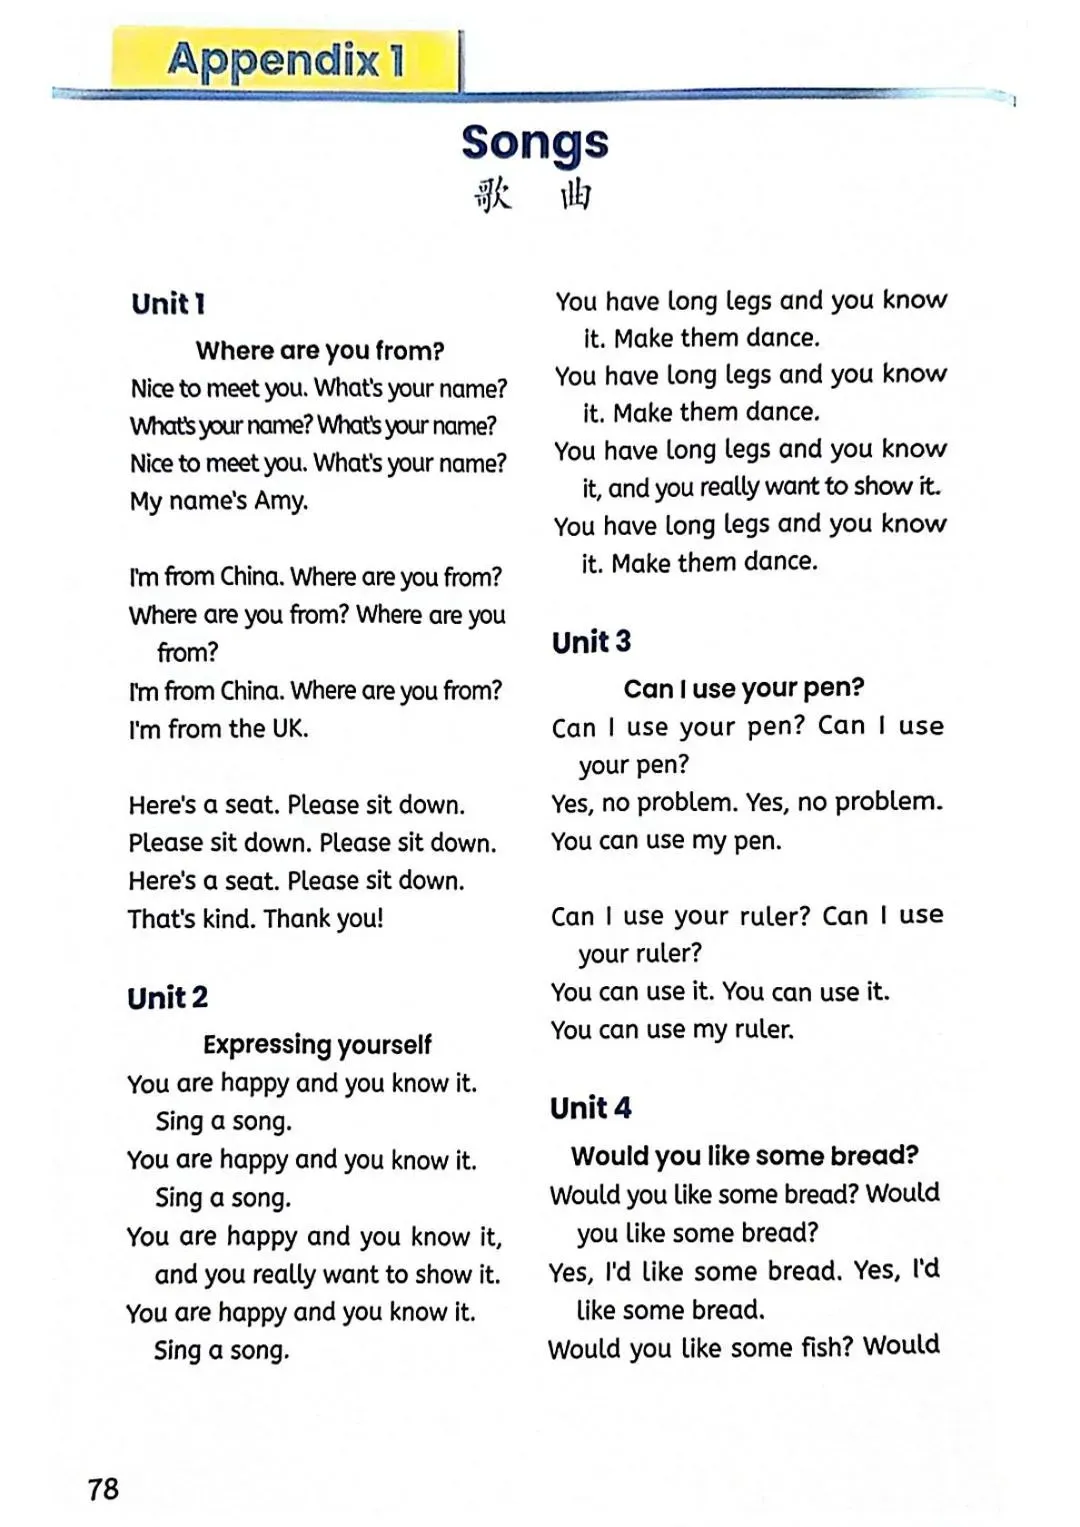 Appendix 1
Songs
歌 曲
Unit 1
Where are you from?
Nice to meet you. What's your name?
What's your name? What's your name?
Nice to meet you. What's your name?
My name's Amy.
I'm from China. Where are you from?
Where are you from? Where are you
from?
I'm from China. Where are you from?
I'm from the UK.
Here's a seat. Please sit down.
Please sit down. Please sit down.
Here's a seat. Please sit down.
That's kind. Thank you!
Unit 2
Expressing yourself
You are happy and you know it.
Sing a song.
You are happy and you know it.
Sing a song.
You are happy and you know it,
and you really want to show it.
You are happy and you know it.
Sing a song.
You have long legs and you know
it. Make them dance.
You have long legs and you know
it. Make them dance.
You have long legs and you know
it, and you really want to show it.
You have long legs and you know
it. Make them dance.
Unit 3
Can I use your pen?
Can I use your pen? Can I use
your pen?
Yes, no problem. Yes, no problem.
You can use my pen.
Can I use your ruler? Can I use
your ruler?
You can use it. You can use it.
You can use my ruler.
Unit 4
Would you like some bread?
Would you like some bread? Would
you like some bread?
Yes, I'd like some bread. Yes, I'd
like some bread.
Would you like some fish? Would
78